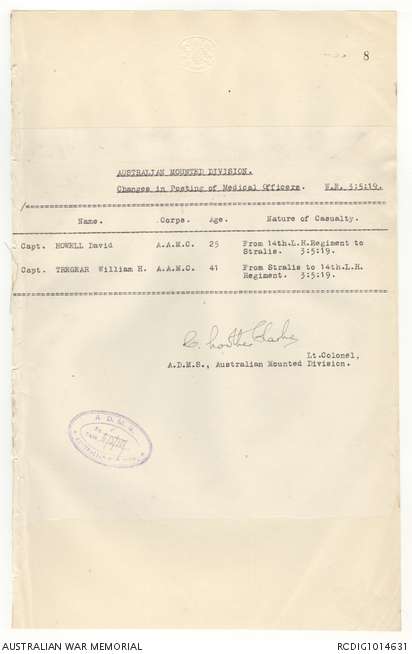 8
AUSTRALIAN MOUNTED DIVISION.
Changes in Posting of Medical Officers. W.E. 3:5:19.
Name. Corps. Age. Nature of Casualty.
Capt. HOWELL David A.A.M.C. 25 From 14th.L.H.Regiment to
Stralis. 3:5:19.
Capt. TREGEAR William H. A.A.M.C. 41 From Stralis to 14th.L.H.
Regiment. 3:5:19.
Lt.Colonel,
A.D.M.S., Australian Mounted Division.
A. D. M. S.
AUSTRALIAN WAR MEMORIAL
RCDIG1014631